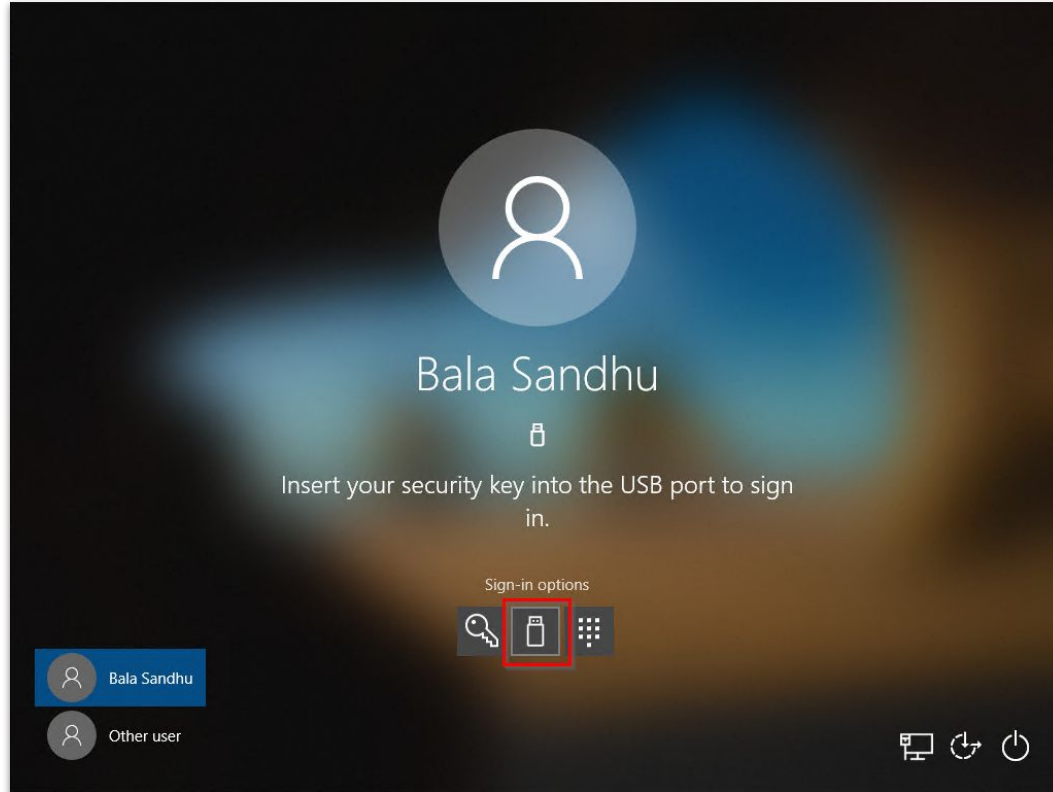 Bala Sandhu
Insert your security key into the USB port to sign
in.
Sign-in options
Bala Sandhu
Other user